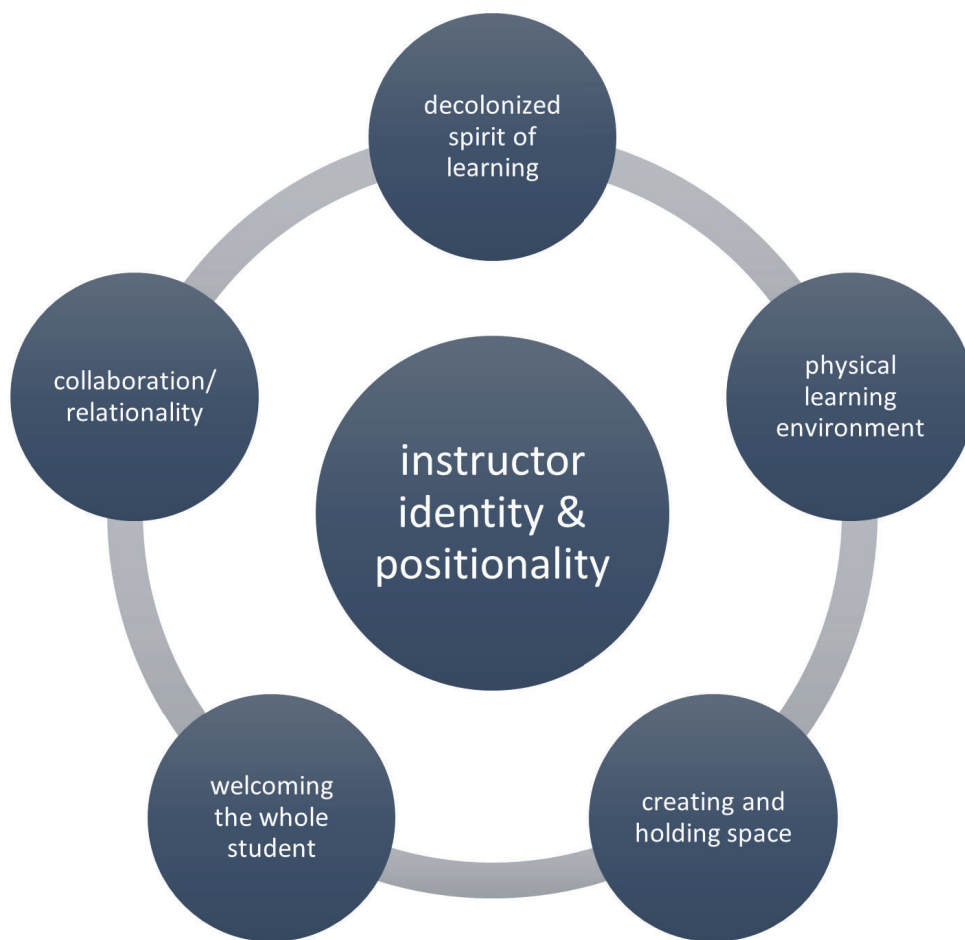 decolonized
spirit of
learning
physical
learning
environment
creating and
holding space
welcoming
the whole
student
collaboration/
relationality
instructor
identity &
positionality